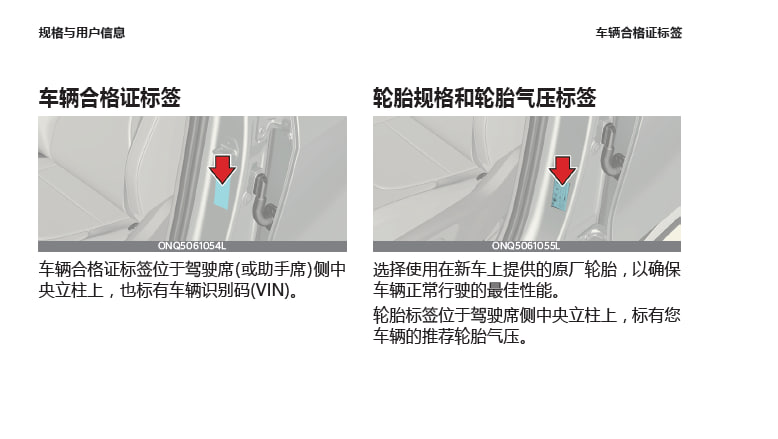 规格与用户信息
车辆合格证标签
车辆合格证标签
ONQ5061054L
车辆合格证标签位于驾驶席(或助手席)侧中
央立柱上，也标有车辆识别码(VIN)。
轮胎规格和轮胎气压标签
ONQ5061055L
选择使用在新车上提供的原厂轮胎，以确保
车辆正常行驶的最佳性能。
轮胎标签位于驾驶席侧中央立柱上，标有您
车辆的推荐轮胎气压。